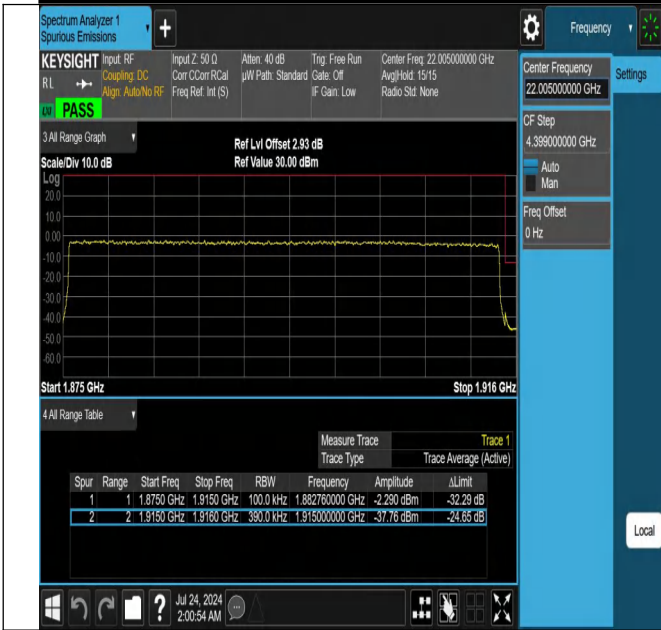 Spectrum Analyzer 1
Spurious Emissions
+
Frequency
KEYSIGHT
RL
LXI
PASS
Input: RF
Coupling: DC
Align: Auto/No RF
Input Z: 50 Ω
Corr CCorr RCal
Freq Ref: Int (S)
Atten: 40 dB
µW Path: Standard
Trig: Free Run
Gate: Off
IF Gain: Low
Center Freq: 22.005000000 GHz
Avg|Hold: 15/15
Radio Std: None
Center Frequency
22.005000000 GHz
Settings
CF Step
4.399000000 GHz
Auto
Man
Freq Offset
0 Hz
3 All Range Graph
Scale/Div 10.0 dB
Ref Lvl Offset 2.93 dB
Ref Value 30.00 dBm
Log
20.0
10.0
0.00
-10.0
-20.0
-30.0
-40.0
-50.0
-60.0
Start 1.875 GHz
Stop 1.916 GHz
4 All Range Table
Measure Trace Trace 1
Trace Type Trace Average (Active)
Spur Range Start Freq Stop Freq RBW Frequency Amplitude ΔLimit
1 1 1.8750 GHz 1.9150 GHz 100.0 kHz 1.882760000 GHz -2.290 dBm -32.29 dB
2 2 1.9150 GHz 1.9160 GHz 390.0 kHz 1.915000000 GHz -37.76 dBm -24.65 dB
Local
?
Jul 24, 2024
2:00:54 AM